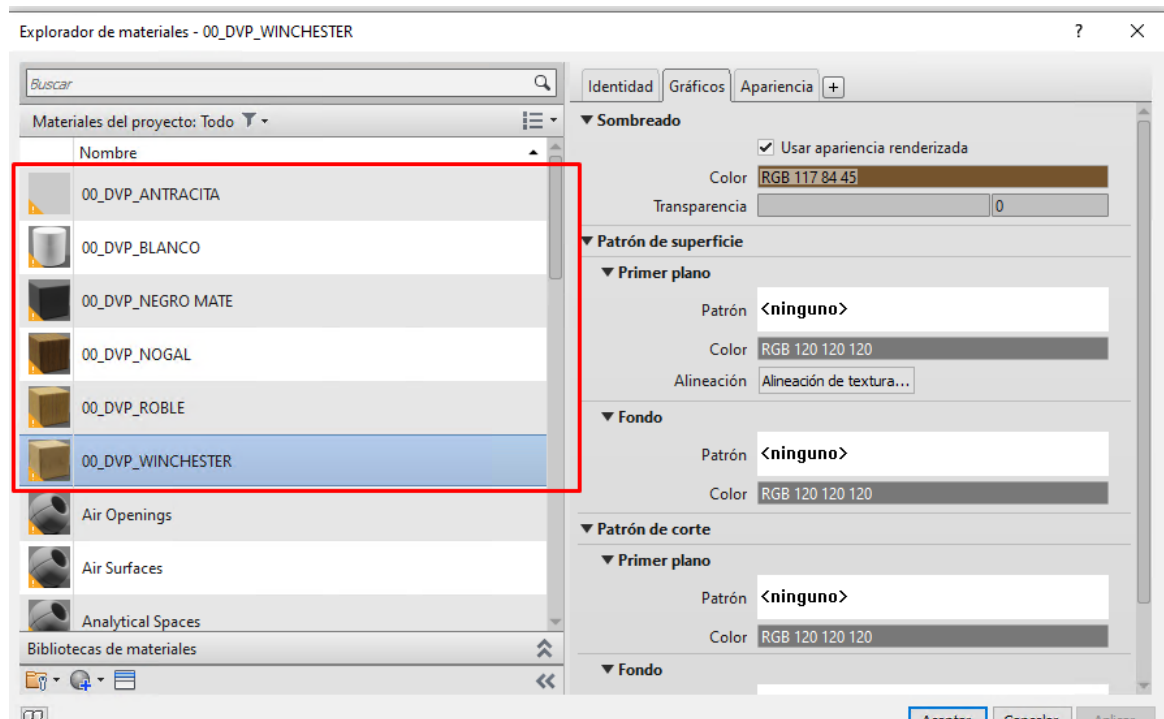 Explorador de materiales - 00_DVP_WINCHESTER ? ×
Buscar
Materiales del proyecto: Todo
Nombre
00_DVP_ANTRACITA
00_DVP_BLANCO
00_DVP_NEGRO MATE
00_DVP_NOGAL
00_DVP_ROBLE
00_DVP_WINCHESTER
Air Openings
Air Surfaces
Analytical Spaces
Bibliotecas de materiales
Identidad Gráficos Apariencia +
Sombreado
Usar apariencia renderizada
Color RGB 117 84 45
Transparencia 0
Patrón de superficie
Primer plano
Patrón <ninguno>
Color RGB 120 120 120
Alineación Alineación de textura...
Fondo
Patrón <ninguno>
Color RGB 120 120 120
Patrón de corte
Primer plano
Patrón <ninguno>
Color RGB 120 120 120
Fondo
Aceptar Cancelar Aplicar